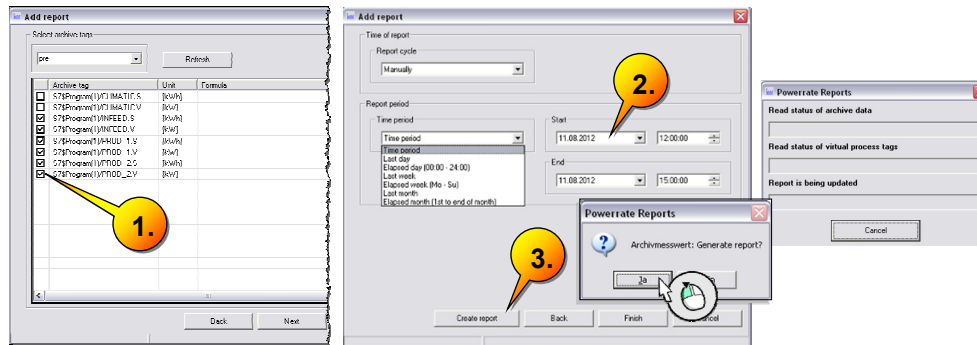 Add report
Select archive tags
pre
Refresh
Archive tag Unit Formula
S7$Program(1)/CLIMATIC.S [kWh]
S7$Program(1)/CLIMATIC.V [kW]
S7$Program(1)/INFEED.S [kWh]
S7$Program(1)/INFEED.V [kW]
S7$Program(1)/PROD_1.S [kWh]
S7$Program(1)/PROD_1.V [kW]
S7$Program(1)/PROD_2.S [kWh]
S7$Program(1)/PROD_2.V [kW]
1.
Back Next
Add report
Time of report
Report cycle
Manually
2.
Report period
Time period
Time period
Time period
Last day
Elapsed day (00:00 - 24:00)
Last week
Elapsed week (Mo - Su)
Last month
Elapsed month (1st to end of month)
Start
11.08.2012 12:00:00
End
11.08.2012 15:00:00
3.
Create report Back Finish Cancel
Powerrate Reports
Archivmesswert: Generate report?
Ja
Powerrate Reports
Read status of archive data
Read status of virtual process tags
Report is being updated
Cancel